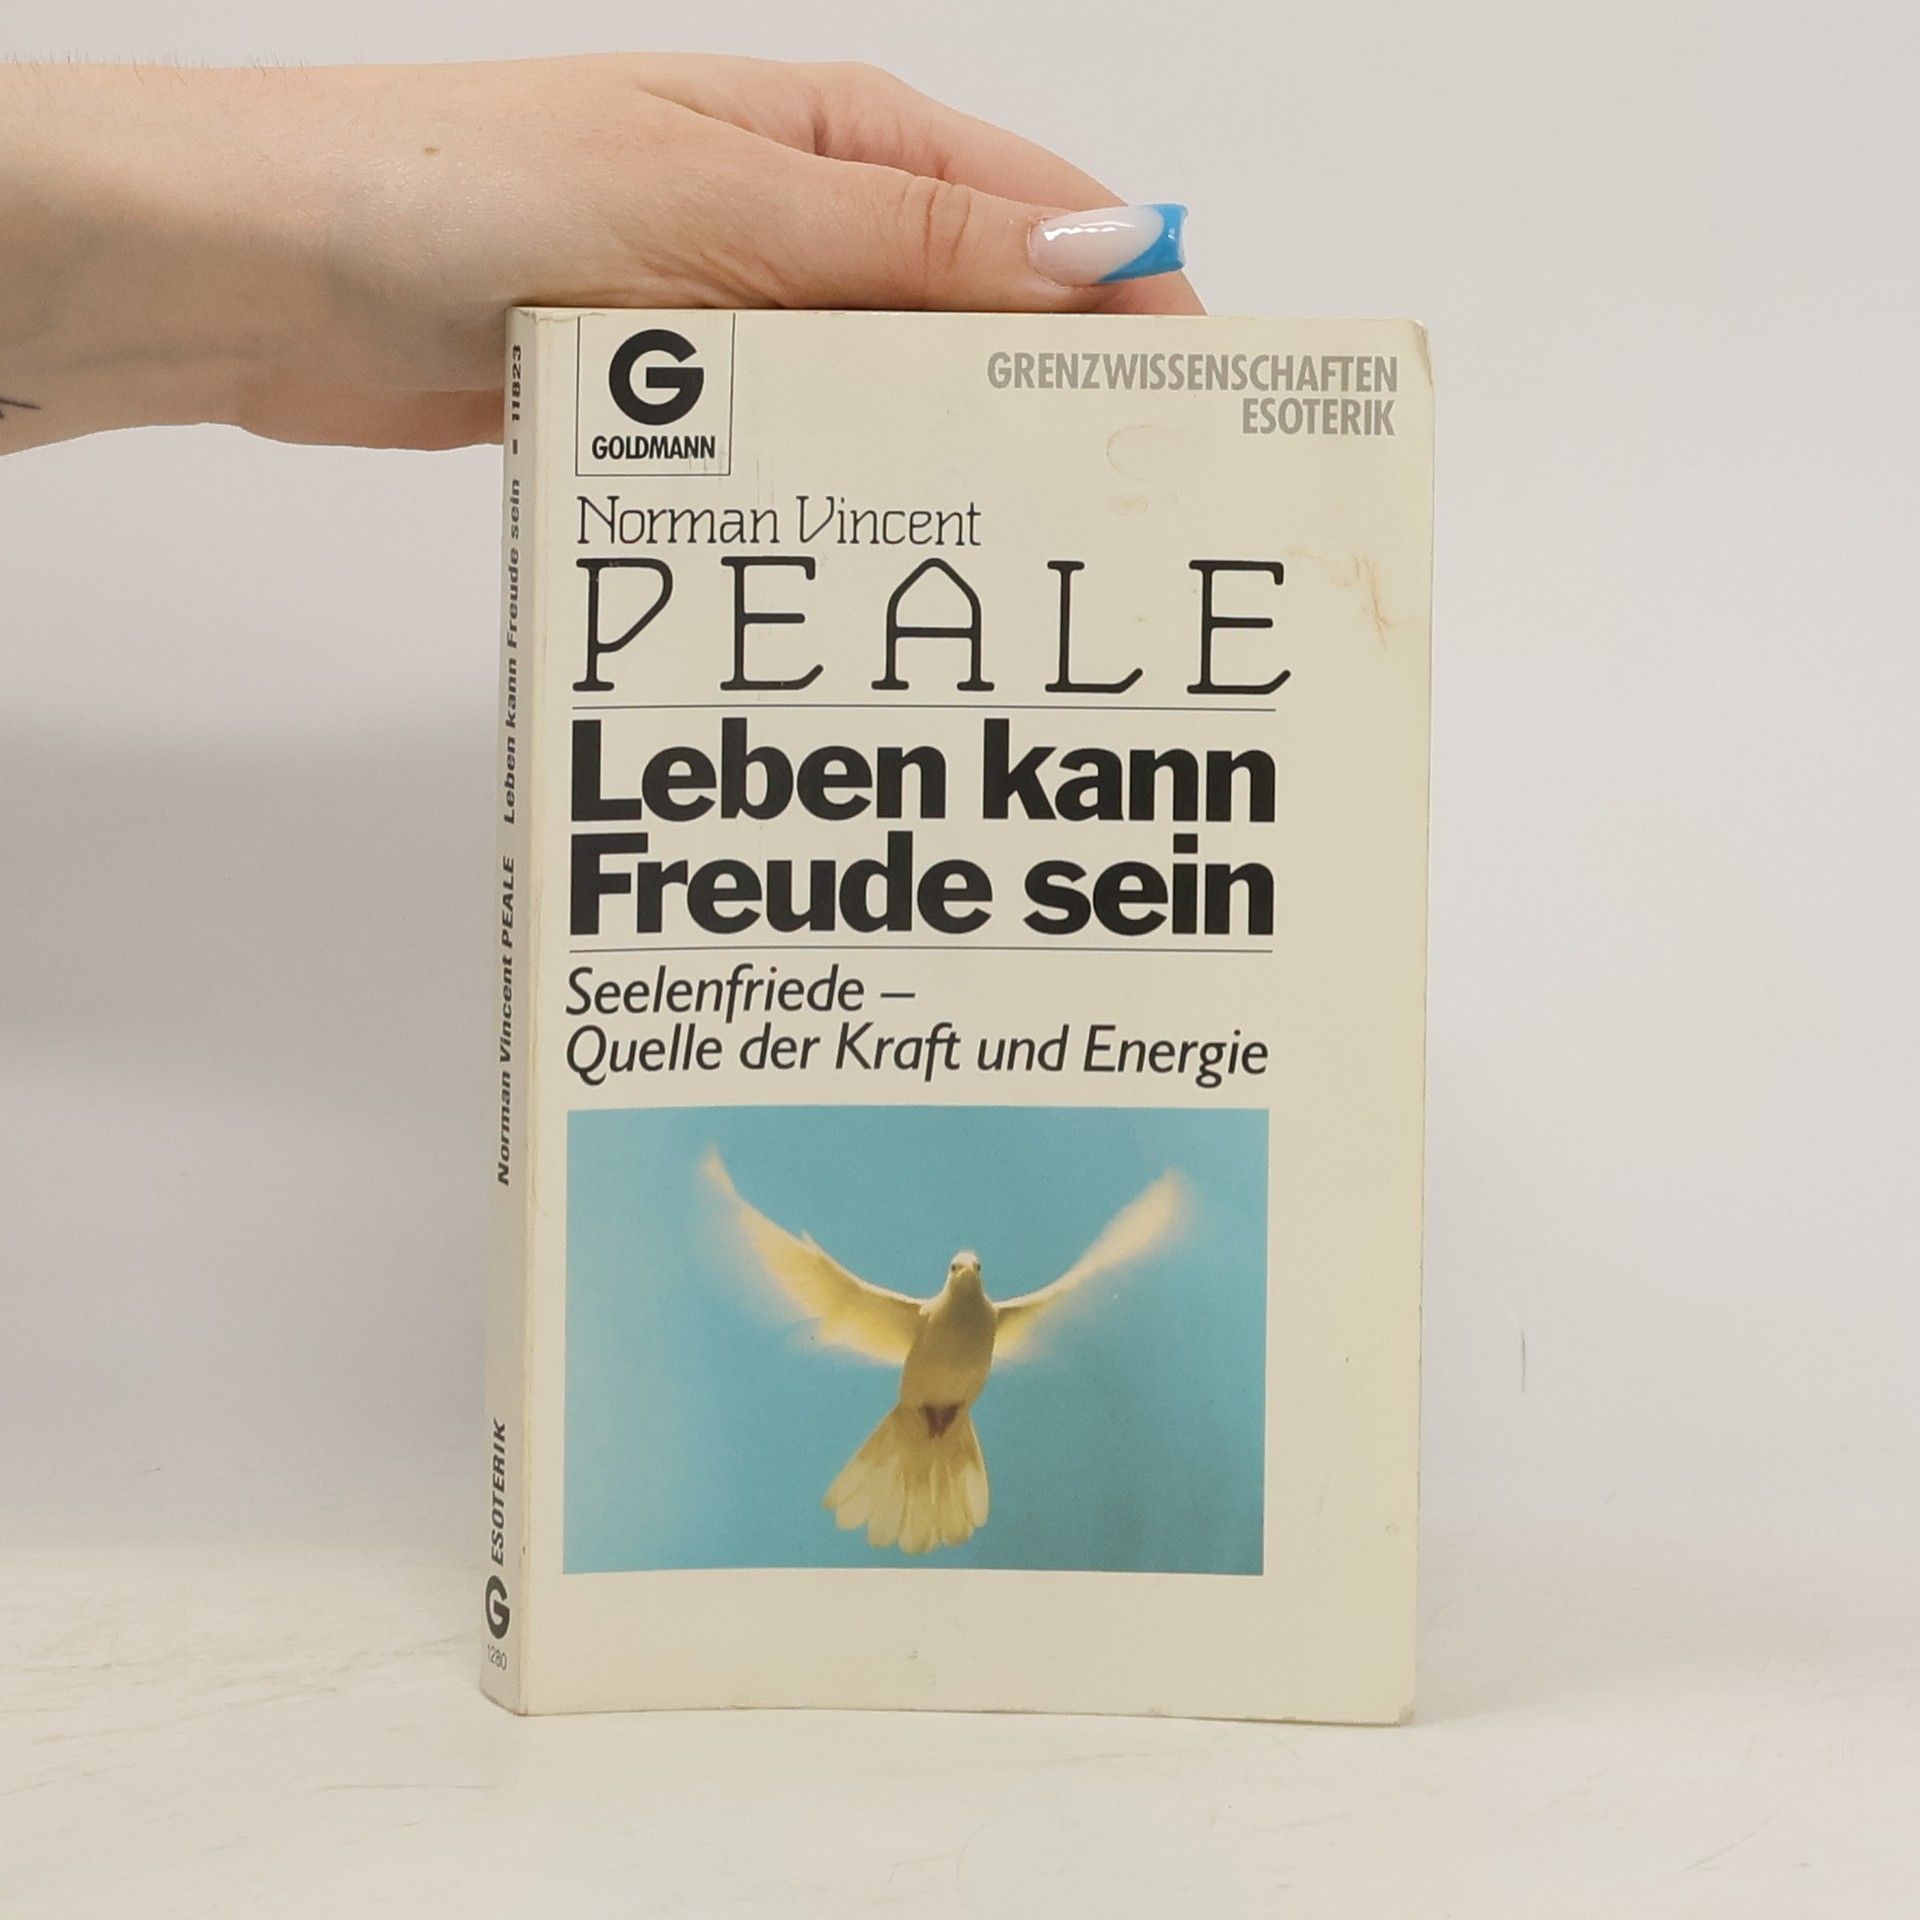 G
GOLDMANN
GRENZWISSENSCHAFTEN
ESOTERIK
Norman Vincent
PEALE
Leben kann
Freude sein
Seelenfriede –
Quelle der Kraft und Energie
Norman Vincent PEALE Leben kann Freude sein ▪ 11823
G ESOTERIK
1280